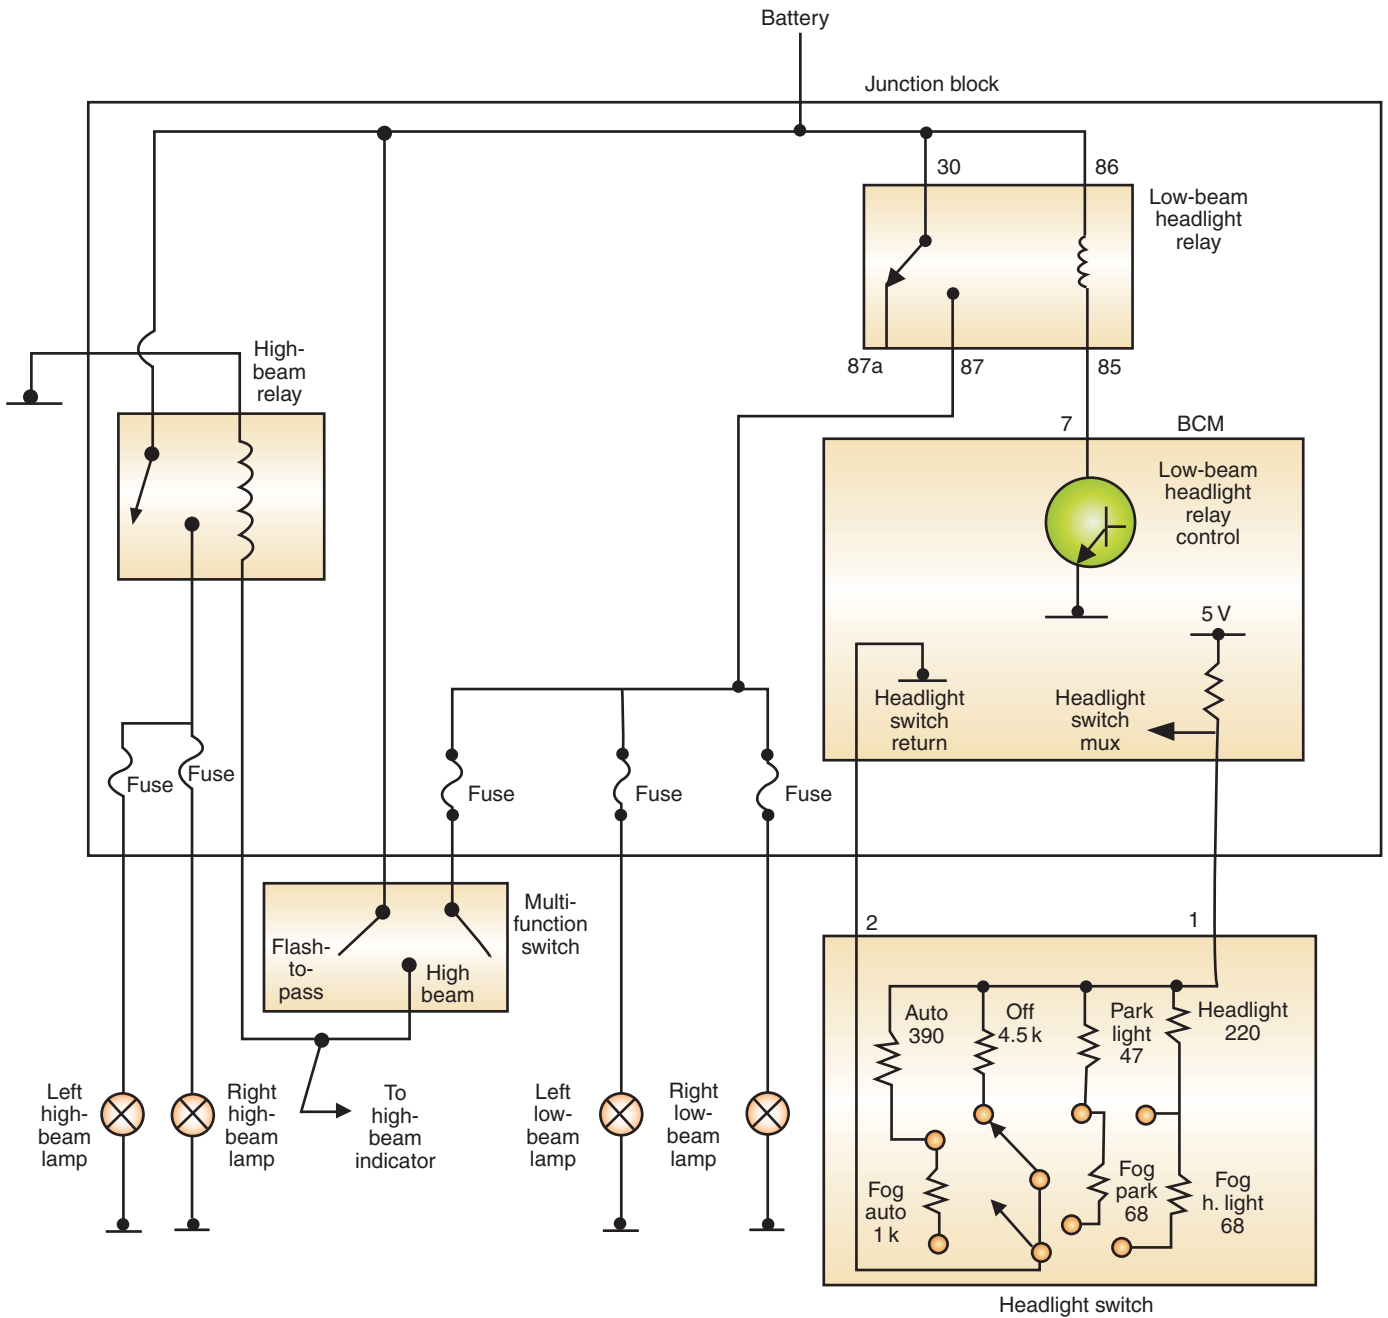 Battery
Junction block
30
86
Low-beam
headlight
relay
87a
87
85
High-
beam
relay
7
BCM
Low-beam
headlight
relay
control
5 V
Headlight
switch
return
Headlight
switch
mux
Fuse
Fuse
Fuse
Fuse
Fuse
Multi-
function
switch
Flash-
to-
pass
High
beam
2
1
Auto
390
Off
4.5 k
Park
light
47
Headlight
220
Left
high-
beam
lamp
Right
high-
beam
lamp
To
high-
beam
indicator
Left
low-
beam
lamp
Right
low-
beam
lamp
Fog
auto
1 k
Fog
park
68
Fog
h. light
68
Headlight switch